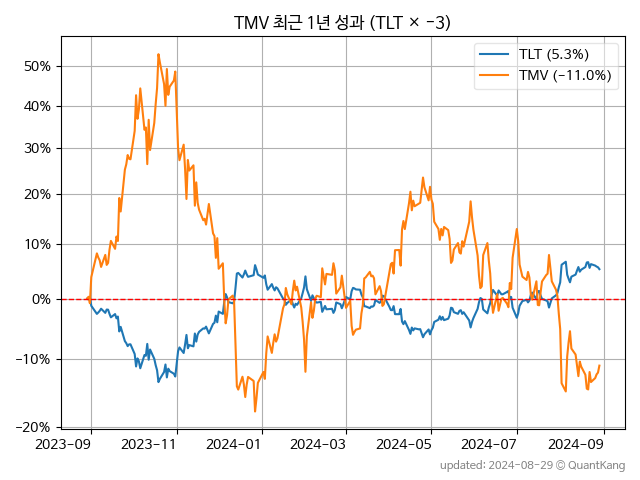 TMV 최근 1년 성과 (TLT × −3)
TLT (5.3%)
TMV (−11.0%)
50%
40%
30%
20%
10%
0%
−10%
−20%
2023-09 2023-11 2024-01 2024-03 2024-05 2024-07 2024-09
updated: 2024-08-29 © QuantKang